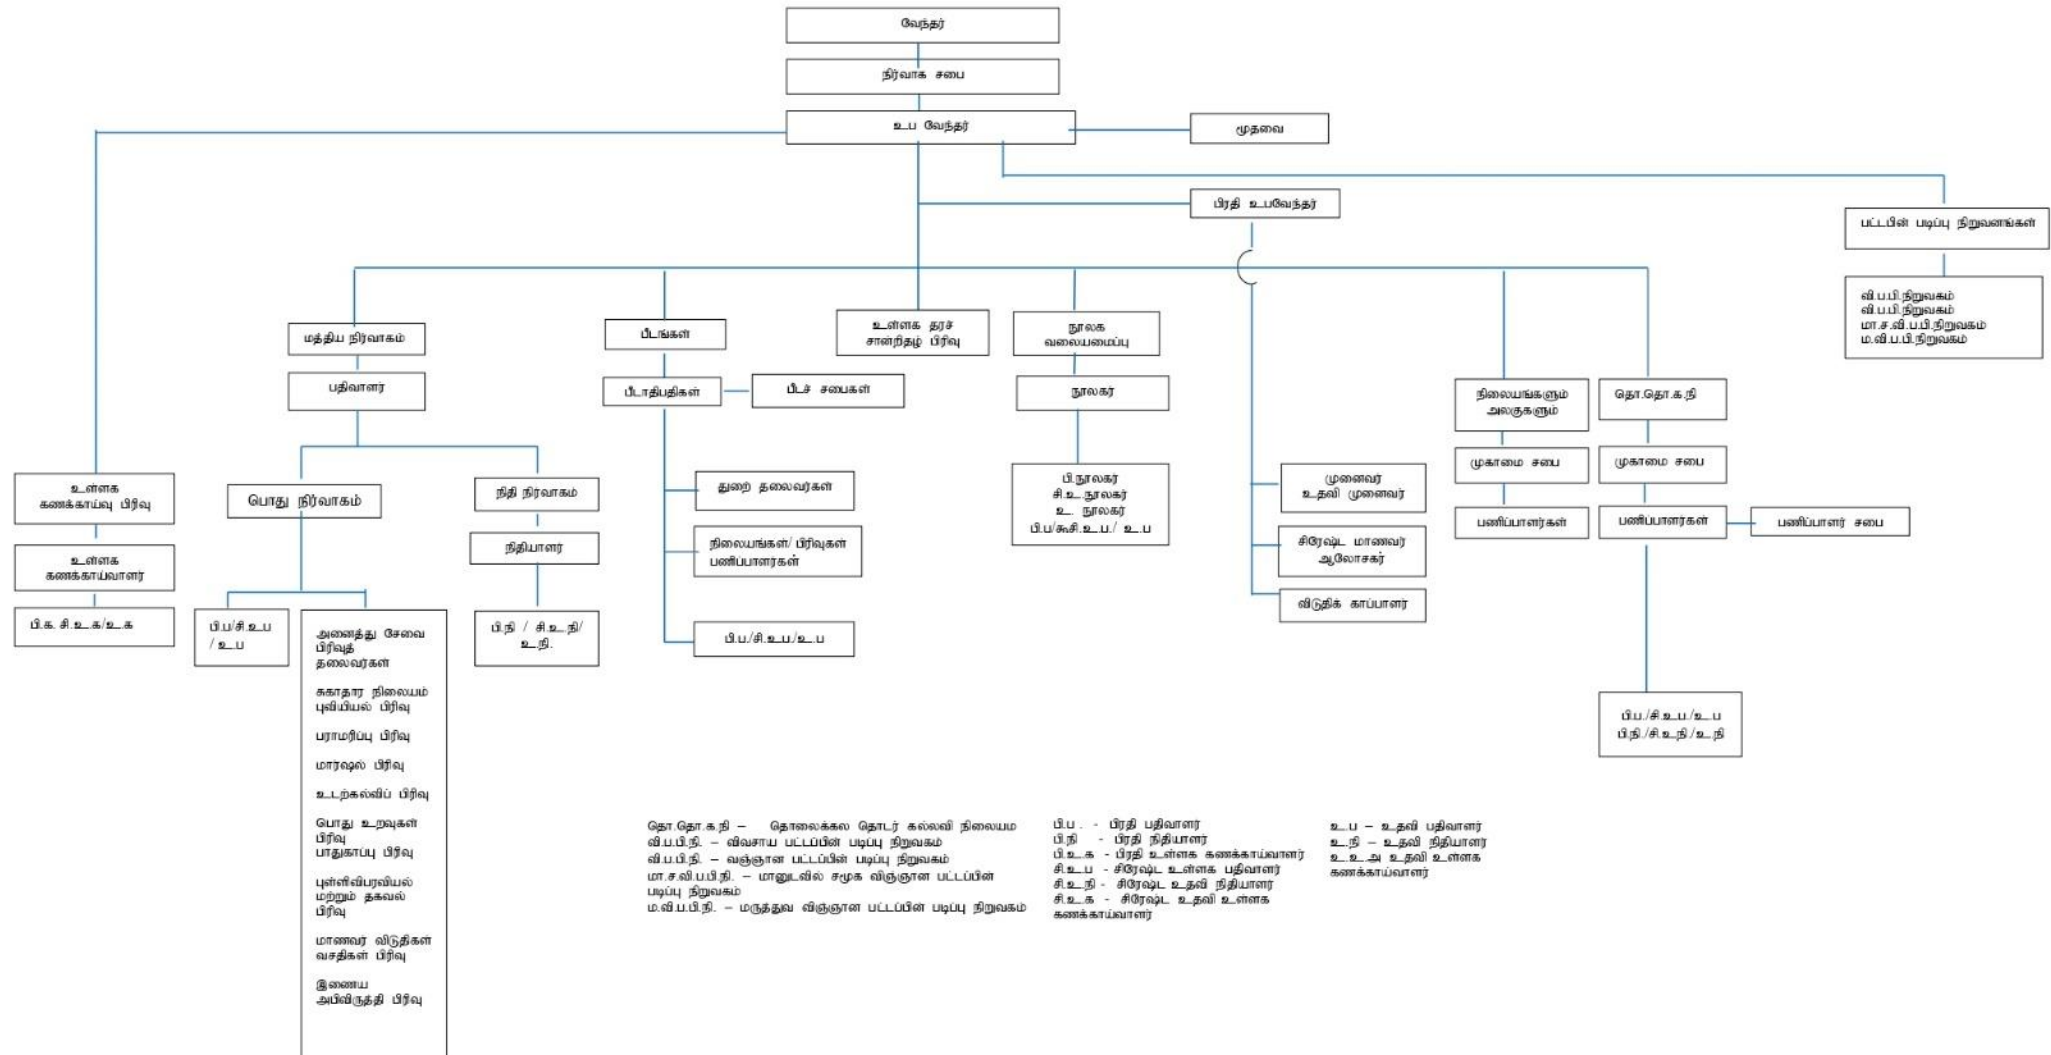 வேந்தர்
நிர்வாக சபை
உப வேந்தர்
மூதவை
பிரதி உபவேந்தர்
பட்டபின் படிப்பு நிறுவனங்கள்
வி.ப.பி.நிறுவகம்
வி.ப.பி.நிறுவகம்
மா.ச.வி.ப.பி.நிறுவகம்
ம.வி.ப.பி.நிறுவகம்
மத்திய நிர்வாகம்
பதிவாளர்
பீடங்கள்
பீடாதிபதிகள்
பீடச் சபைகள்
உள்ளக தரச்
சான்றிதழ் பிரிவு
நூலக
வலையமைப்பு
நூலகர்
பி.நூலகர்
சி.உ.நூலகர்
உ. நூலகர்
பி.ப/கூசி.உ.ப./ உ.ப
நிலையங்களும்
அலகுகளும்
முகாமை சபை
பணிப்பாளர்கள்
தொ.தொ.க.நி
முகாமை சபை
பணிப்பாளர்கள்
பணிப்பாளர் சபை
உள்ளக
கணக்காய்வு பிரிவு
உள்ளக
கணக்காய்வாளர்
பி.க. சி.உ.க/உ.க
பொது நிர்வாகம்
நிதி நிர்வாகம்
நிதியாளர்
பி.ப/சி.உ.ப
/ உ.ப
பி.நி / சி.உ.நி/
உ.நி.
துறை தலைவர்கள்
நிலையங்கள்/ பிரிவுகள்
பணிப்பாளர்கள்
பி.ப./சி.உ.ப/உ.ப
முனைவர்
உதவி முனைவர்
சிரேஷ்ட மாணவர்
ஆலோசகர்
விடுதிக் காப்பாளர்
பி.ப./சி.உ.ப./உ.ப
பி.நி./சி.உ.நி./உ.நி
அனைத்து சேவை
பிரிவுத்
தலைவர்கள்
சுகாதார நிலையம்
புவியியல் பிரிவு
பராமரிப்பு பிரிவு
மார்ஷல் பிரிவு
உடற்கல்விப் பிரிவு
பொது உறவுகள்
பிரிவு
பாதுகாப்பு பிரிவு
புள்ளிவிபரவியல்
மற்றும் தகவல்
பிரிவு
மாணவர் விடுதிகள்
வசதிகள் பிரிவு
இணைய
அபிவிருத்தி பிரிவு
தொ.தொ.க.நி – தொலைக்கல தொடர் கல்லவி நிலையம
வி.ப.பி.நி. – விவசாய பட்டப்பின் படிப்பு நிறுவகம்
வி.ப.பி.நி. – வஞ்ஞான பட்டப்பின் படிப்பு நிறுவகம்
மா.ச.வி.ப.பி.நி. – மானுடவில் சமூக விஞ்ஞான பட்டப்பின்
படிப்பு நிறுவகம்
ம.வி.ப.பி.நி. – மருத்துவ விஞ்ஞான பட்டப்பின் படிப்பு நிறுவகம்
பி.ப . - பிரதி பதிவாளர்
பி.நி - பிரதி நிதியாளர்
பி.உ.க - பிரதி உள்ளக கணக்காய்வாளர்
சி.உ.ப - சிரேஷ்ட உள்ளக பதிவாளர்
சி.உ.நி - சிரேஷ்ட உதவி நிதியாளர்
சி.உ.க - சிரேஷ்ட உதவி உள்ளக
கணக்காய்வாளர்
உ.ப – உதவி பதிவாளர்
உ.நி – உதவி நிதியாளர்
உ.உ.அ உதவி உள்ளக
கணக்காய்வாளர்